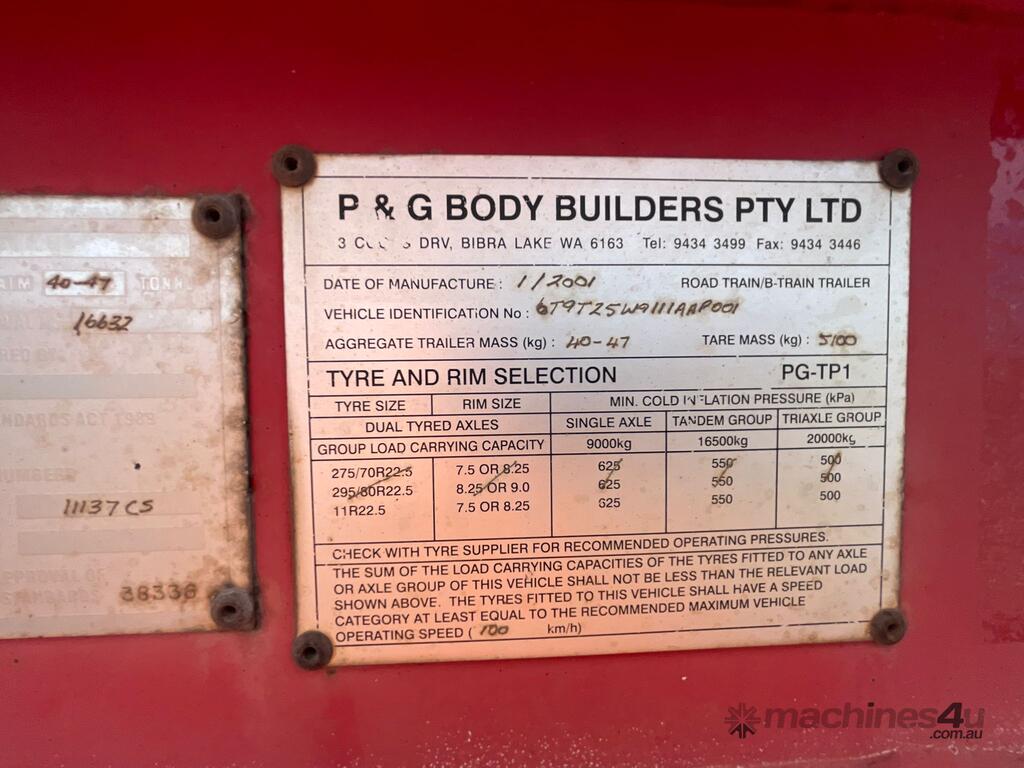 40-47 TONN
16632
NDARDS ACT 1989
11137CS
38338
P & G BODY BUILDERS PTY LTD
3 DRV, BIBRA LAKE WA 6163 Tel: 9434 3499 Fax: 9434 3446
DATE OF MANUFACTURE : 1/2001 ROAD TRAIN/B-TRAIN TRAILER
VEHICLE IDENTIFICATION No : 6T9T25W9111AAP001
AGGREGATE TRAILER MASS (kg) : 40-47 TARE MASS (kg) : 5100
TYRE AND RIM SELECTION PG-TP1
TYRE SIZE RIM SIZE MIN. COLD INFLATION PRESSURE (kPa)
DUAL TYRED AXLES SINGLE AXLE TANDEM GROUP TRIAXLE GROUP
GROUP LOAD CARRYING CAPACITY 9000kg 16500kg 20000kg
275/70R22.5 7.5 OR 8.25 625 550 500
295/80R22.5 8.25 OR 9.0 625 550 500
11R22.5 7.5 OR 8.25 625 550 500
CHECK WITH TYRE SUPPLIER FOR RECOMMENDED OPERATING PRESSURES.
THE SUM OF THE LOAD CARRYING CAPACITIES OF THE TYRES FITTED TO ANY AXLE
OR AXLE GROUP OF THIS VEHICLE SHALL NOT BE LESS THAN THE RELEVANT LOAD
SHOWN ABOVE. THE TYRES FITTED TO THIS VEHICLE SHALL HAVE A SPEED
CATEGORY AT LEAST EQUAL TO THE RECOMMENDED MAXIMUM VEHICLE
OPERATING SPEED ( 100 km/h)
machines4u
.com.au